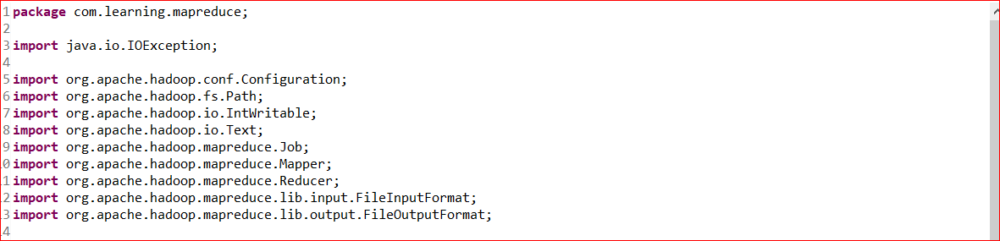 1 package com.learning.mapreduce;
2
3 import java.io.IOException;
4
5 import org.apache.hadoop.conf.Configuration;
6 import org.apache.hadoop.fs.Path;
7 import org.apache.hadoop.io.IntWritable;
8 import org.apache.hadoop.io.Text;
9 import org.apache.hadoop.mapreduce.Job;
0 import org.apache.hadoop.mapreduce.Mapper;
1 import org.apache.hadoop.mapreduce.Reducer;
2 import org.apache.hadoop.mapreduce.lib.input.FileInputFormat;
3 import org.apache.hadoop.mapreduce.lib.output.FileOutputFormat;
4